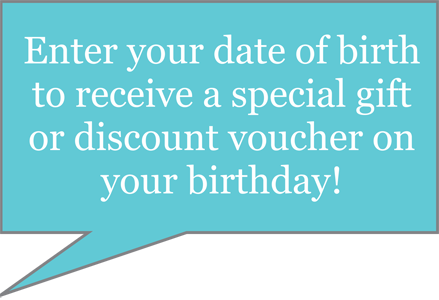 Enter your date of birth
to receive a special gift
or discount voucher on
your birthday!